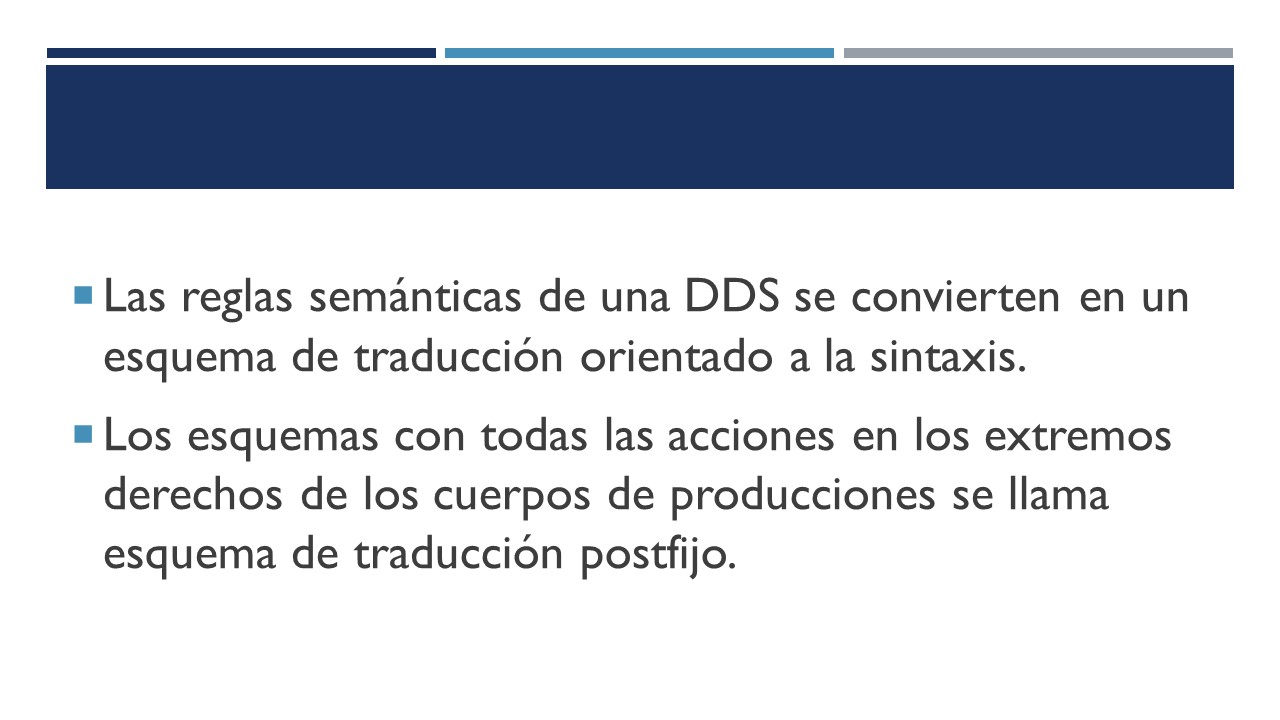 Las reglas semánticas de una DDS se convierten en un
esquema de traducción orientado a la sintaxis.
Los esquemas con todas las acciones en los extremos
derechos de los cuerpos de producciones se llama
esquema de traducción postfijo.